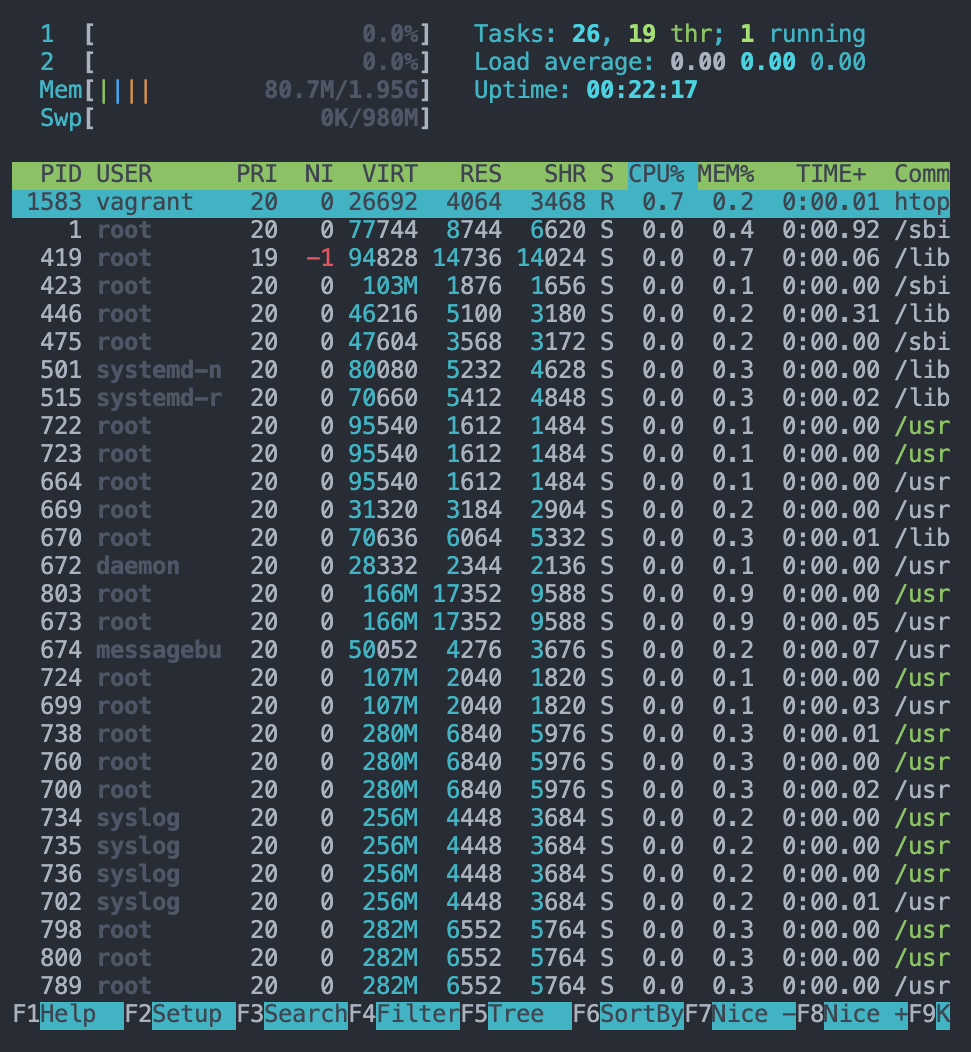 1 [ 0.0%] Tasks: 26, 19 thr; 1 running
2 [ 0.0%] Load average: 0.00 0.00 0.00
Mem[|||| 80.7M/1.95G] Uptime: 00:22:17
Swp[ 0K/980M]
PID USER PRI NI VIRT RES SHR S CPU% MEM% TIME+ Comm
1583 vagrant 20 0 26692 4064 3468 R 0.7 0.2 0:00.01 htop
1 root 20 0 77744 8744 6620 S 0.0 0.4 0:00.92 /sbi
419 root 19 -1 94828 14736 14024 S 0.0 0.7 0:00.06 /lib
423 root 20 0 103M 1876 1656 S 0.0 0.1 0:00.00 /sbi
446 root 20 0 46216 5100 3180 S 0.0 0.2 0:00.31 /lib
475 root 20 0 47604 3568 3172 S 0.0 0.2 0:00.00 /sbi
501 systemd-n 20 0 80080 5232 4628 S 0.0 0.3 0:00.00 /lib
515 systemd-r 20 0 70660 5412 4848 S 0.0 0.3 0:00.02 /lib
722 root 20 0 95540 1612 1484 S 0.0 0.1 0:00.00 /usr
723 root 20 0 95540 1612 1484 S 0.0 0.1 0:00.00 /usr
664 root 20 0 95540 1612 1484 S 0.0 0.1 0:00.00 /usr
669 root 20 0 31320 3184 2904 S 0.0 0.2 0:00.00 /usr
670 root 20 0 70636 6064 5332 S 0.0 0.3 0:00.01 /lib
672 daemon 20 0 28332 2344 2136 S 0.0 0.1 0:00.00 /usr
803 root 20 0 166M 17352 9588 S 0.0 0.9 0:00.00 /usr
673 root 20 0 166M 17352 9588 S 0.0 0.9 0:00.05 /usr
674 messagebu 20 0 50052 4276 3676 S 0.0 0.2 0:00.07 /usr
724 root 20 0 107M 2040 1820 S 0.0 0.1 0:00.00 /usr
699 root 20 0 107M 2040 1820 S 0.0 0.1 0:00.03 /usr
738 root 20 0 280M 6840 5976 S 0.0 0.3 0:00.01 /usr
760 root 20 0 280M 6840 5976 S 0.0 0.3 0:00.00 /usr
700 root 20 0 280M 6840 5976 S 0.0 0.3 0:00.02 /usr
734 syslog 20 0 256M 4448 3684 S 0.0 0.2 0:00.00 /usr
735 syslog 20 0 256M 4448 3684 S 0.0 0.2 0:00.00 /usr
736 syslog 20 0 256M 4448 3684 S 0.0 0.2 0:00.00 /usr
702 syslog 20 0 256M 4448 3684 S 0.0 0.2 0:00.01 /usr
798 root 20 0 282M 6552 5764 S 0.0 0.3 0:00.00 /usr
800 root 20 0 282M 6552 5764 S 0.0 0.3 0:00.00 /usr
789 root 20 0 282M 6552 5764 S 0.0 0.3 0:00.00 /usr
F1Help F2Setup F3SearchF4FilterF5Tree F6SortByF7Nice -F8Nice +F9K